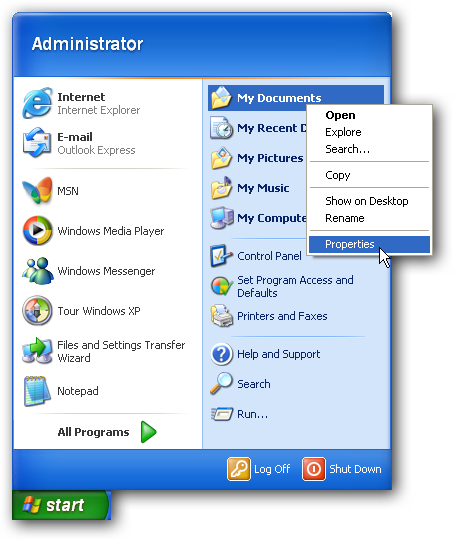 Administrator
Internet
Internet Explorer
E-mail
Outlook Express
MSN
Windows Media Player
Windows Messenger
Tour Windows XP
Files and Settings Transfer
Wizard
Notepad
All Programs
My Documents
My Recent D
My Pictures
My Music
My Compute
Control Panel
Set Program Access and
Defaults
Printers and Faxes
Help and Support
Search
Run...
Open
Explore
Search...
Copy
Show on Desktop
Rename
Properties
Log Off
Shut Down
start